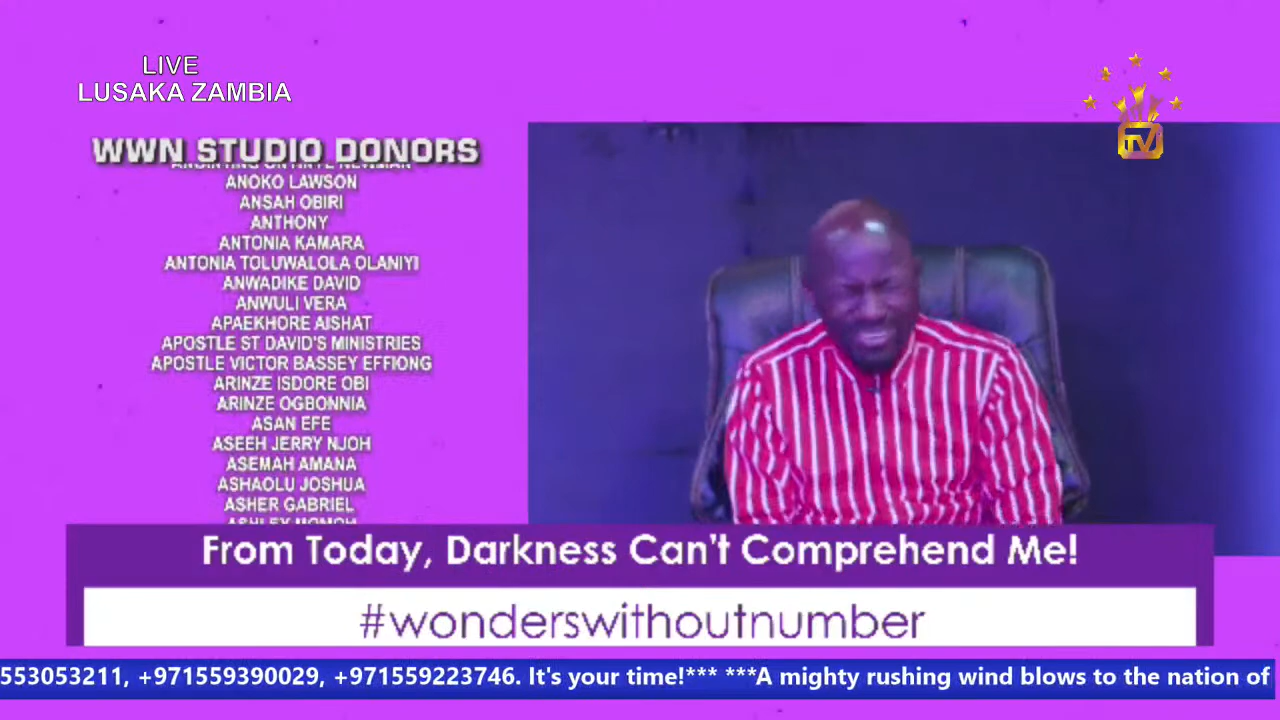 LIVE
LUSAKA ZAMBIA
TV
WWN STUDIO DONORS
ANOKO LAWSON
ANSAH OBIRI
ANTHONY
ANTONIA KAMARA
ANTONIA TOLUWALOLA OLANIYI
ANWADIKE DAVID
ANWULI VERA
APAEKHORE AISHAT
APOSTLE ST DAVID'S MINISTRIES
APOSTLE VICTOR BASSEY EFFIONG
ARINZE ISDORE OBI
ARINZE OGBONNIA
ASAN EFE
ASEEH JERRY NJOH
ASEMAH AMANA
ASHAOLU JOSHUA
ASHER GABRIEL
From Today, Darkness Can't Comprehend Me!
#wonderswithoutnumber
553053211, +971559390029, +971559223746. It's your time!*** ***A mighty rushing wind blows to the nation of